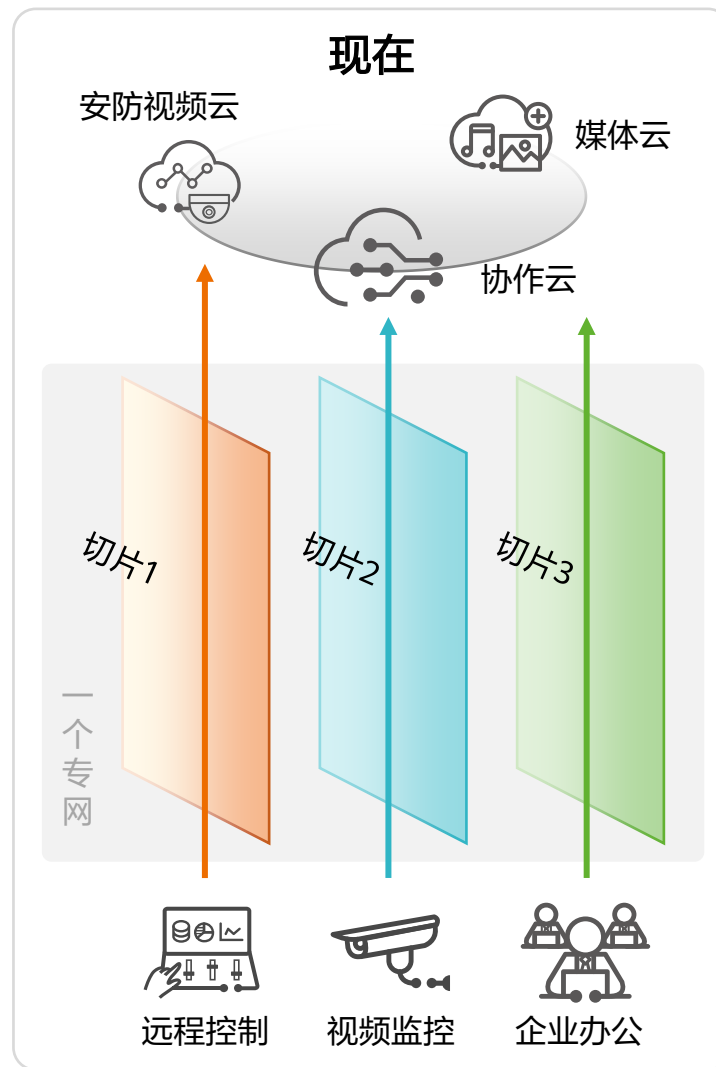 现在
安防视频云
媒体云
协作云
切片1
切片2
切片3
一个专网
远程控制
视频监控
企业办公